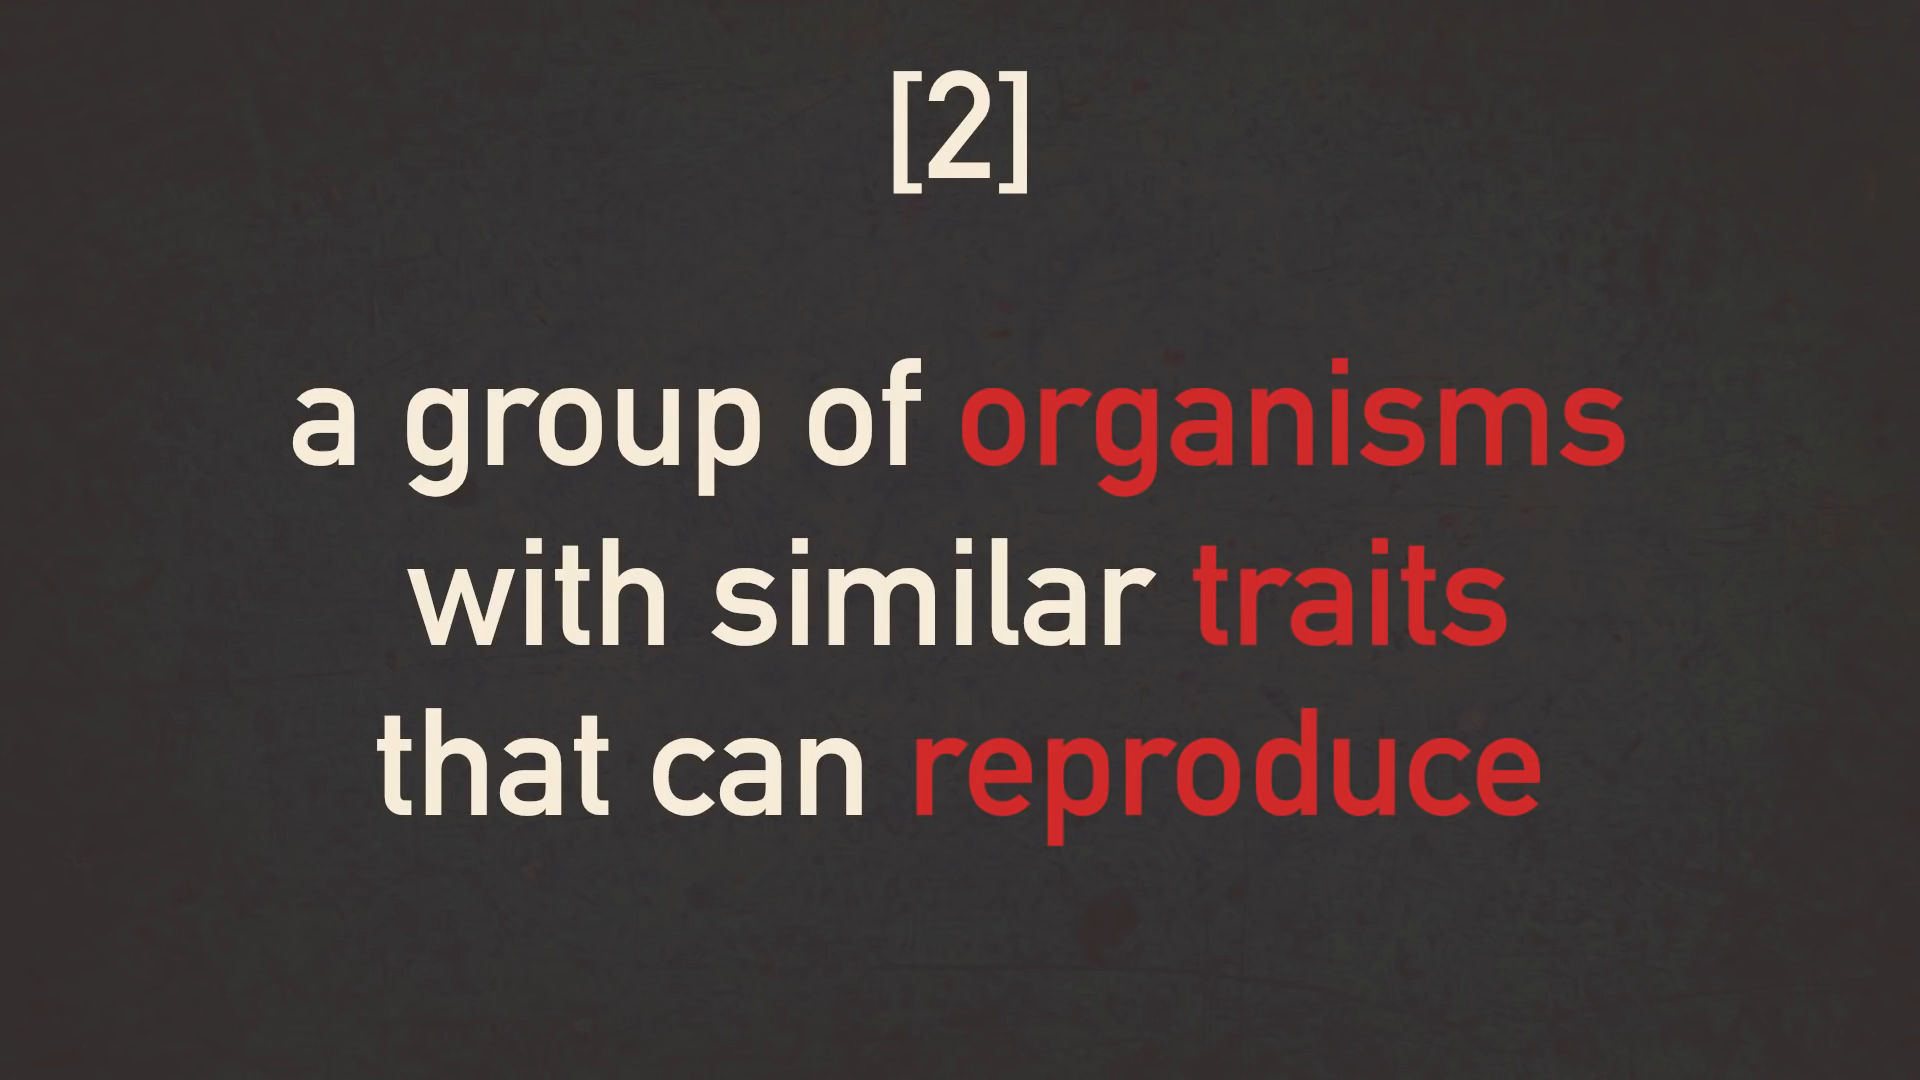 [2]
a group of organisms
with similar traits
that can reproduce